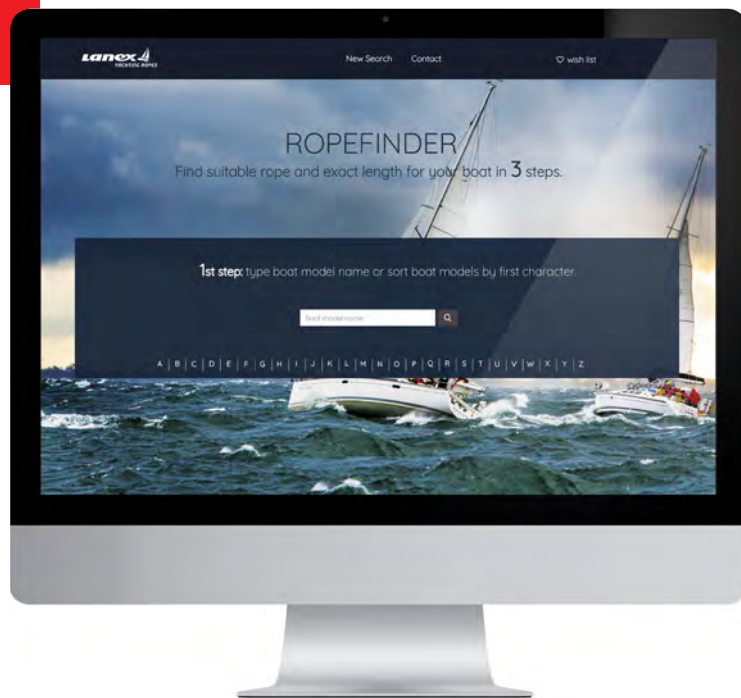 Lanex
YACHTING ROPES
New Search Contact
wish list
ROPEFINDER
Find suitable rope and exact length for your boat in 3 steps.
1st step: type boat model name or sort boat models by first character.
Boat model name
A | B | C | D | E | F | G | H | I | J | K | L | M | N | O | P | Q | R | S | T | U | V | W | X | Y | Z